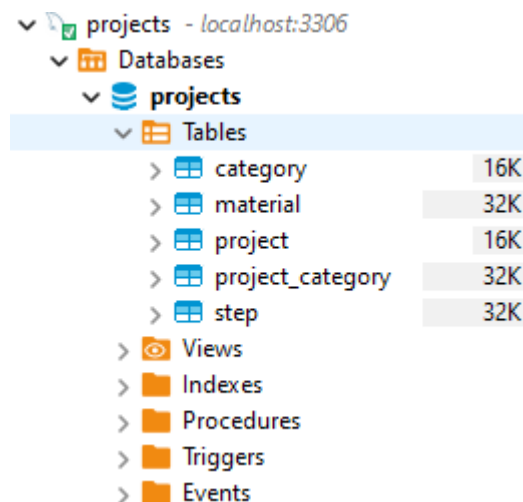 projects - localhost:3306
Databases
projects
Tables
category 16K
material 32K
project 16K
project_category 32K
step 32K
Views
Indexes
Procedures
Triggers
Events